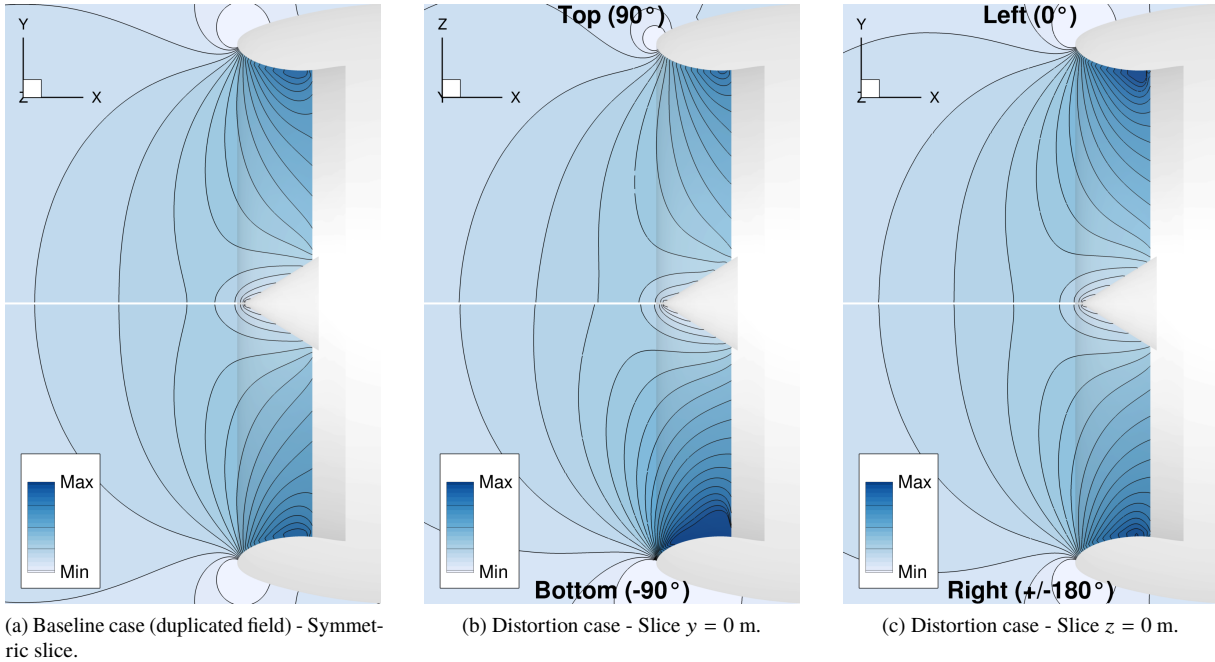 Y
Z
X
Max
Min
(a) Baseline case (duplicated field) - Symmet-
ric slice.
Top (90°)
Z
Y
X
Max
Min
Bottom (-90°)
(b) Distortion case - Slice y = 0 m.
Left (0°)
Y
Z
X
Max
Min
Right (+/-180°)
(c) Distortion case - Slice z = 0 m.